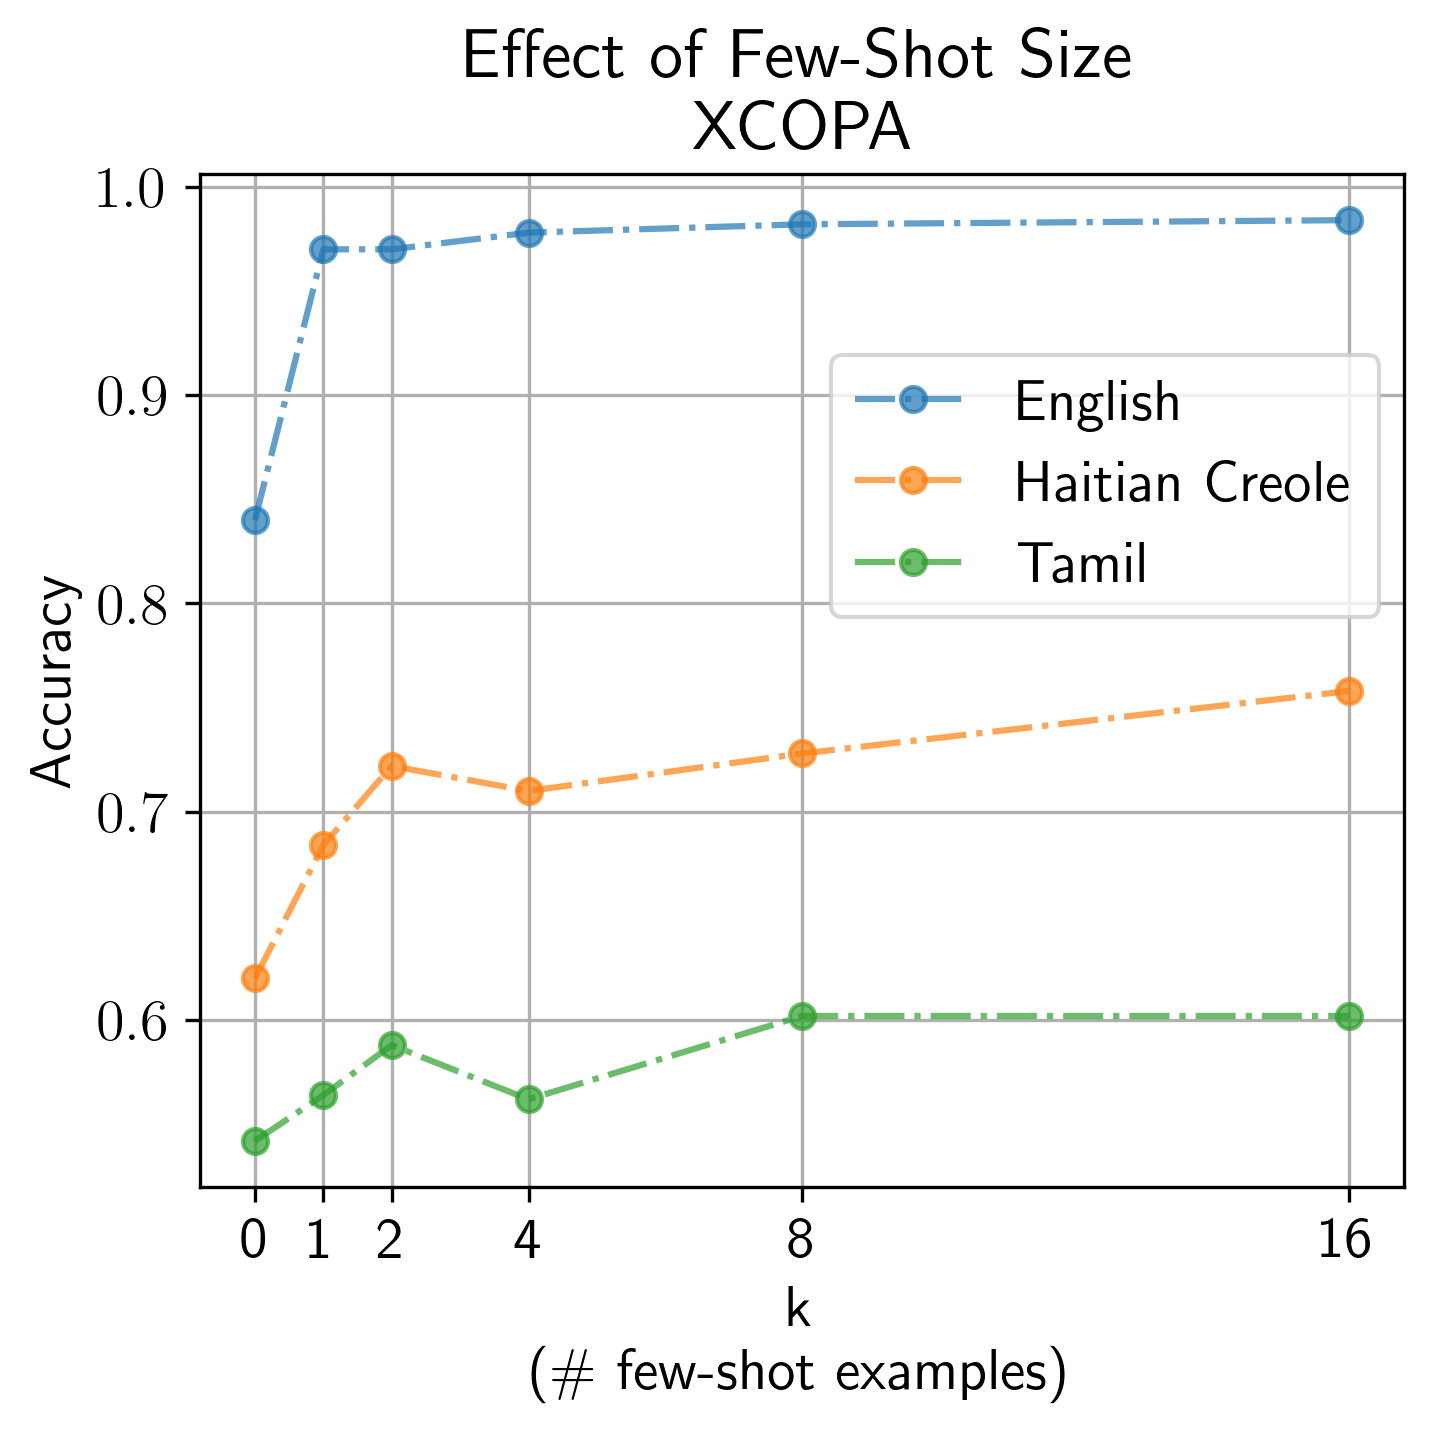 Effect of Few-Shot Size
XCOPA
1.0
0.9
0.8
0.7
0.6
Accuracy
English
Haitian Creole
Tamil
0 1 2 4 8 16
k
(# few-shot examples)